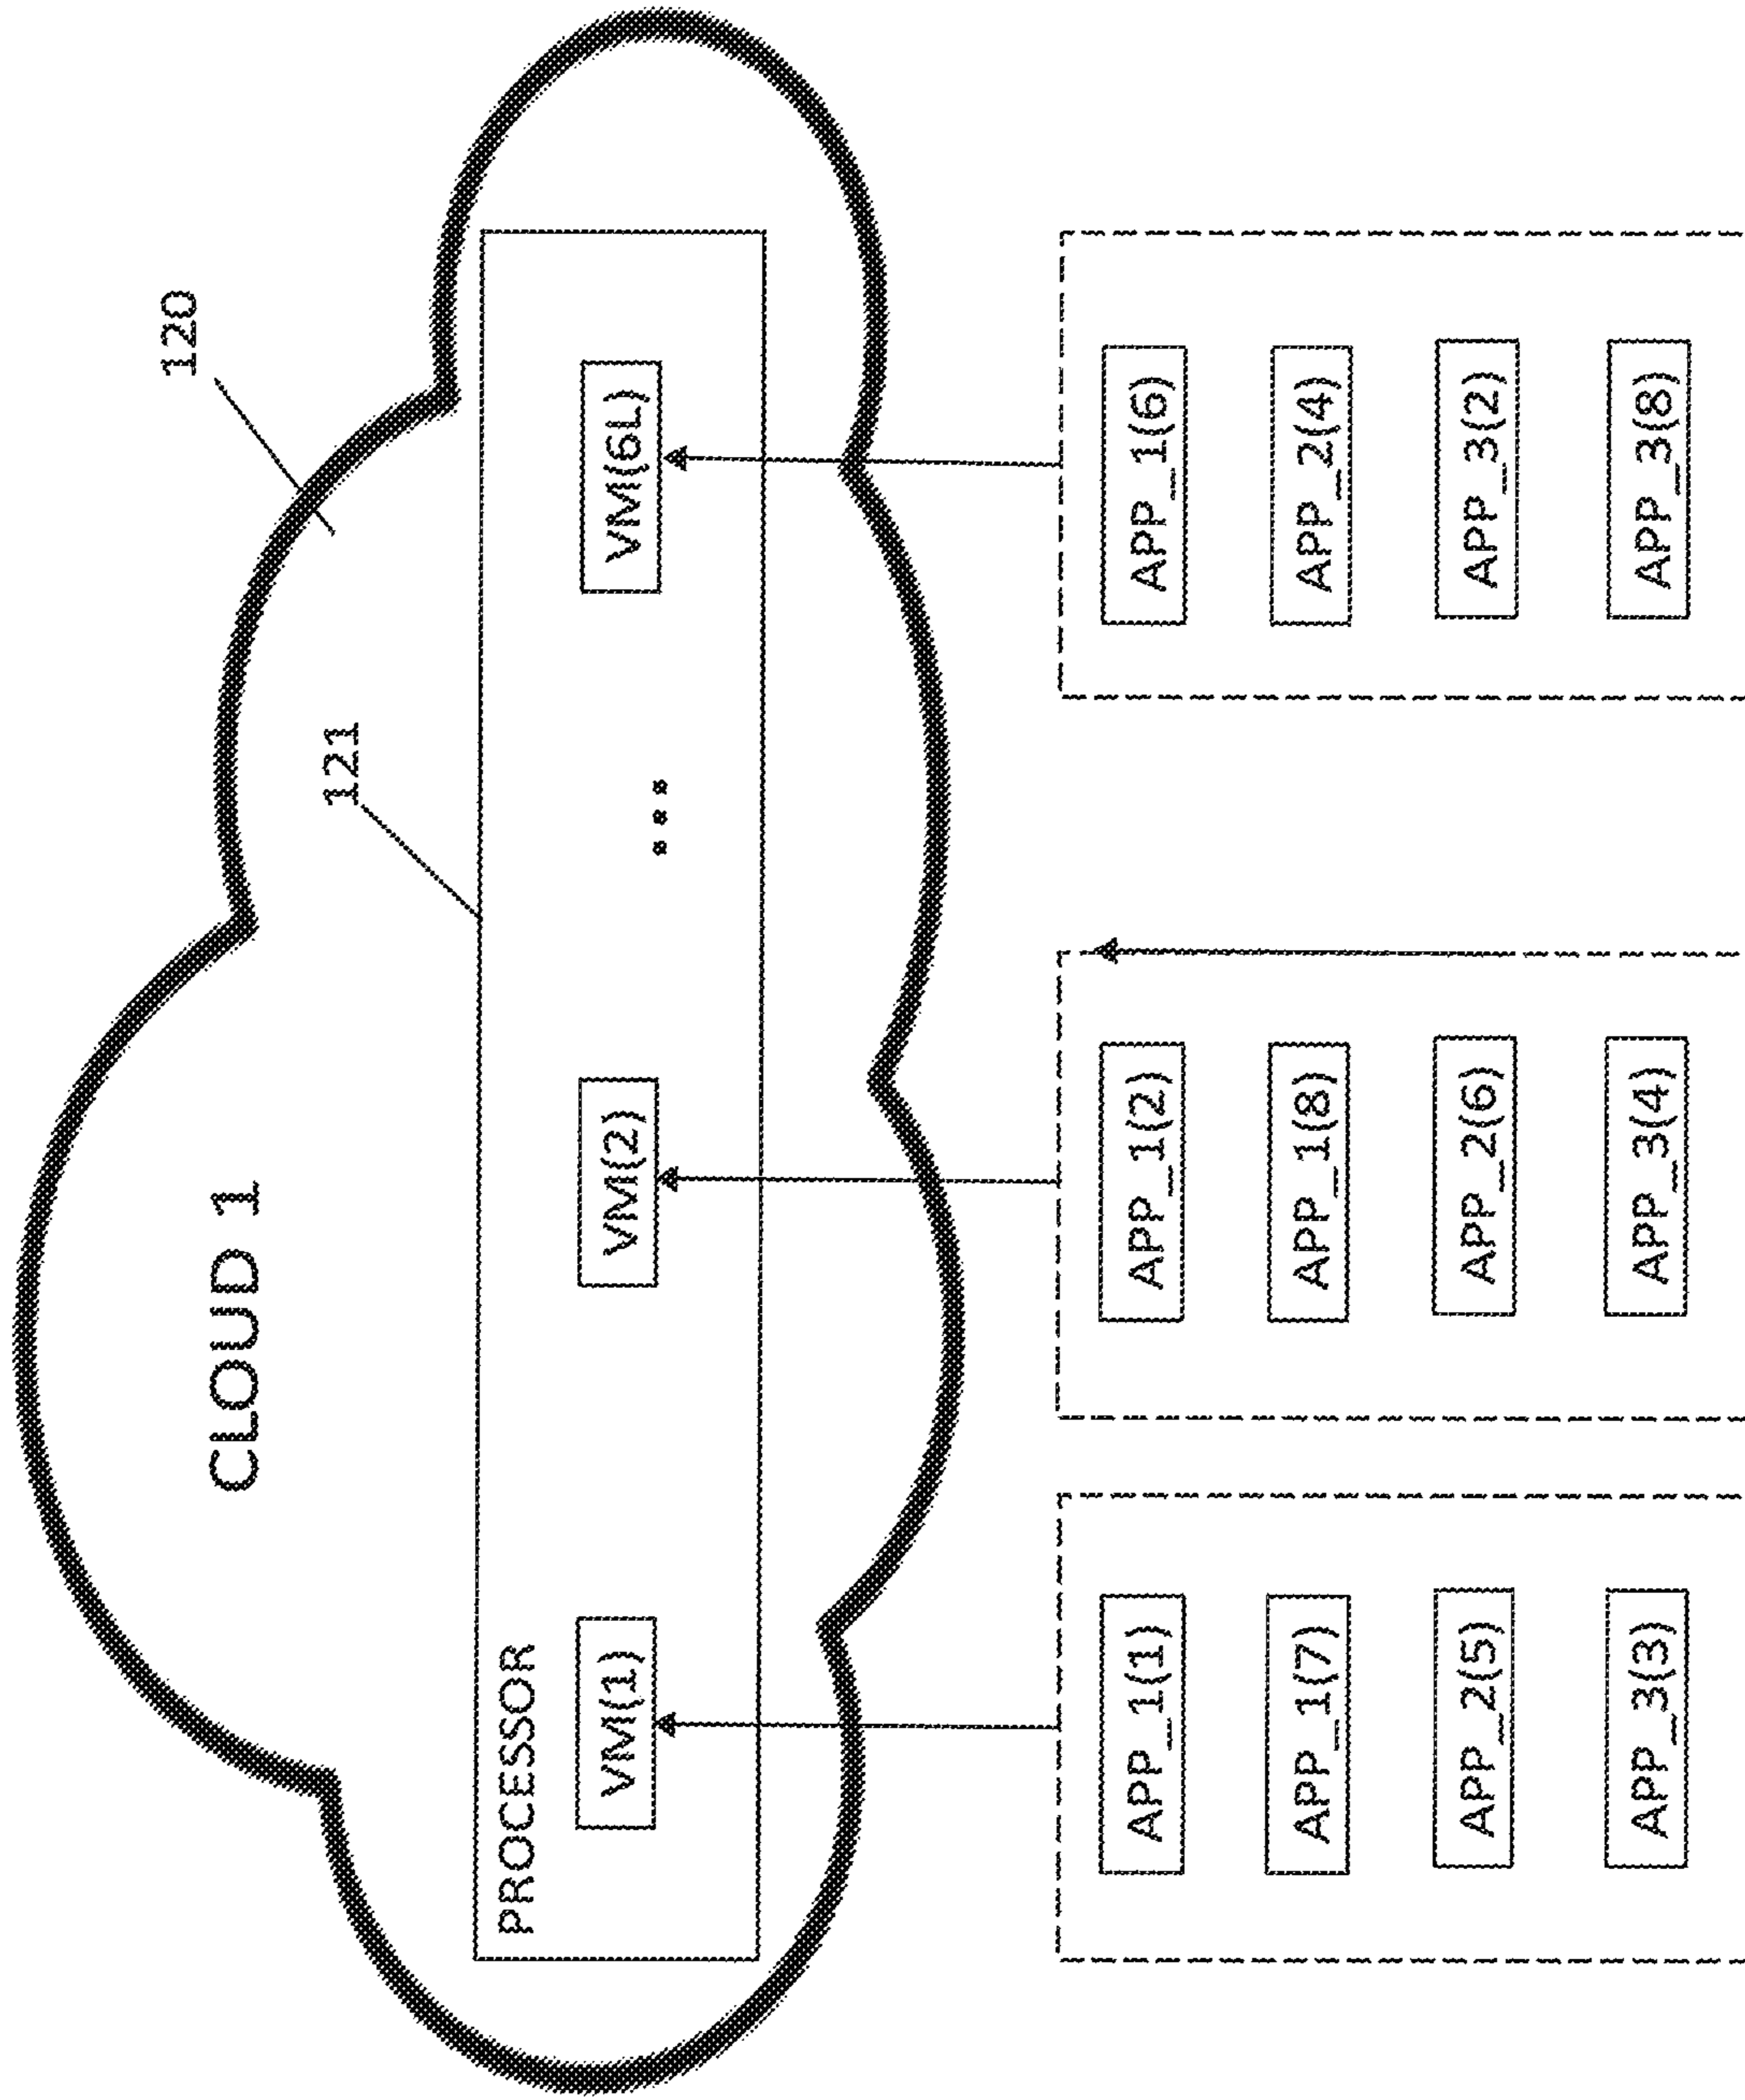 120
CLOUD 1
121
PROCESSOR
VM(1)
VM(2)
...
VM(6L)
APP_1(1)
APP_1(7)
APP_2(5)
APP_3(3)
APP_1(2)
APP_1(8)
APP_2(6)
APP_3(4)
APP_1(6)
APP_2(4)
APP_3(2)
APP_3(8)